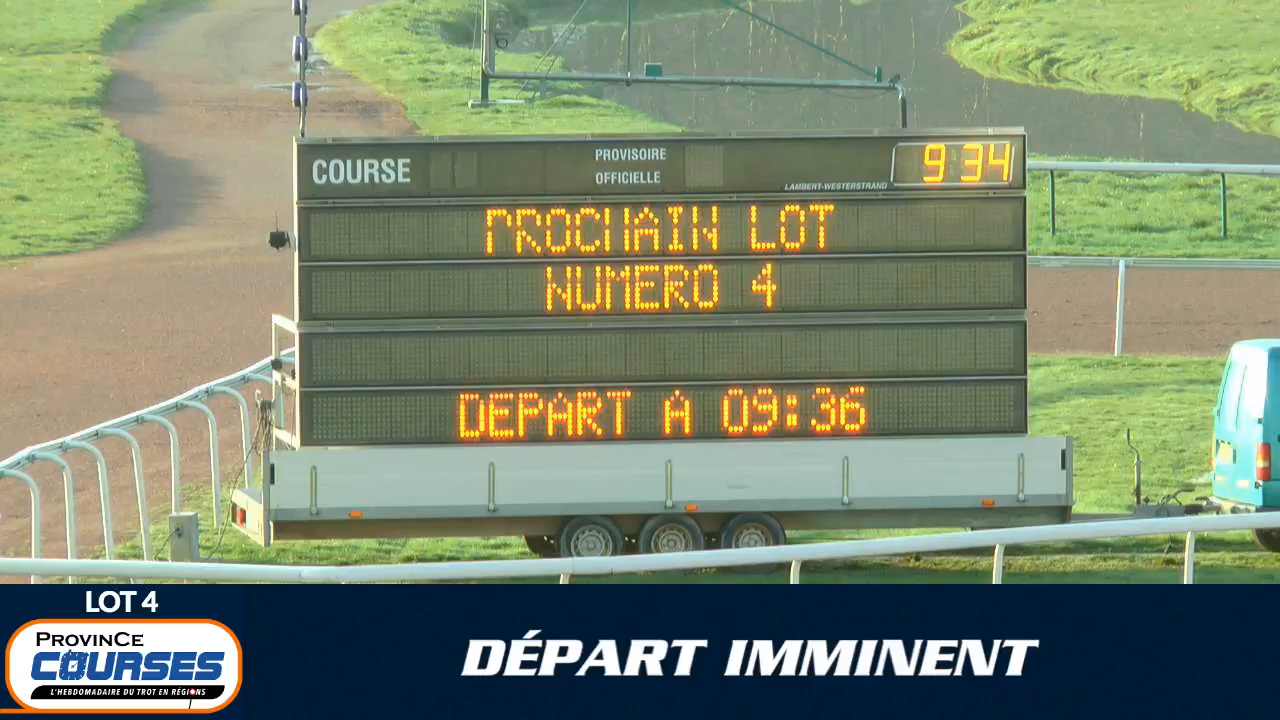 COURSE
PROVISOIRE
OFFICIELLE
LAMBERT-WESTERSTRAND
9:34
PROCHAIN LOT
NUMERO 4
DEPART A 09:36
LOT 4
PROVINCE
COURSES
L'HEBDOMADAIRE DU TROT EN RÉGIONS
DÉPART IMMINENT